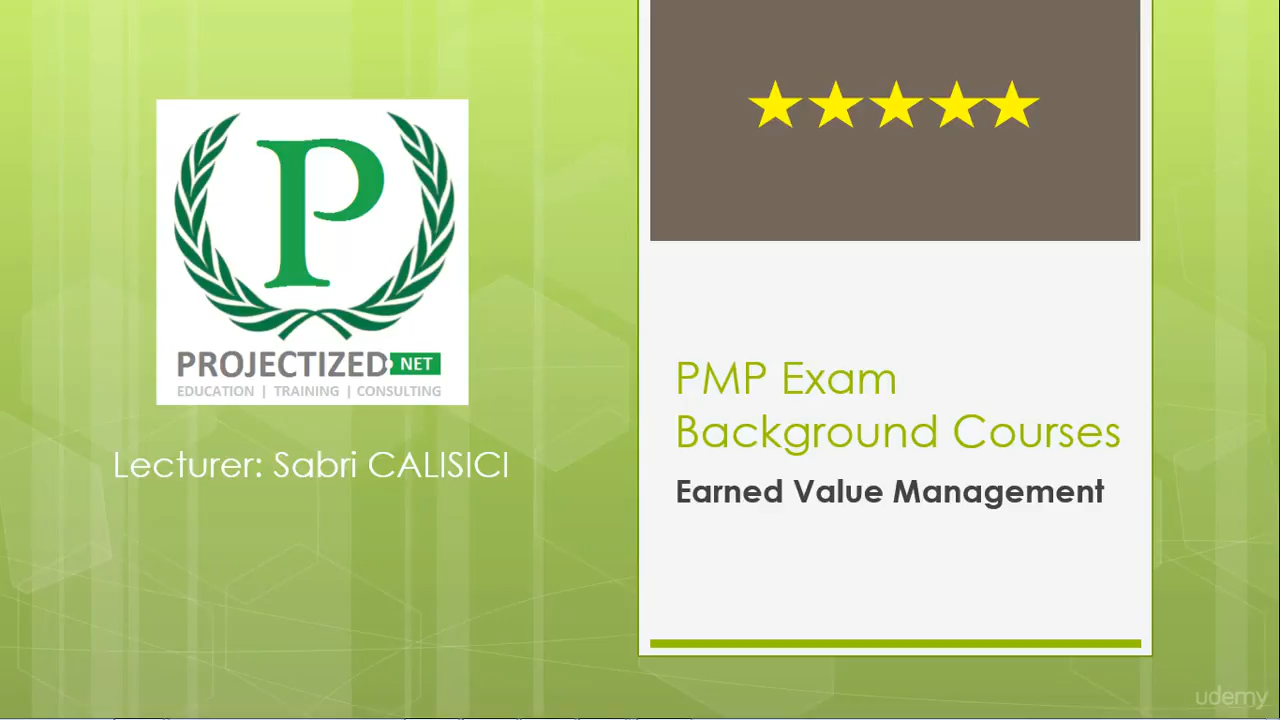 P
PROJECTIZED NET
EDUCATION | TRAINING | CONSULTING
Lecturer: Sabri CALISICI
PMP Exam
Background Courses
Earned Value Management
udemy